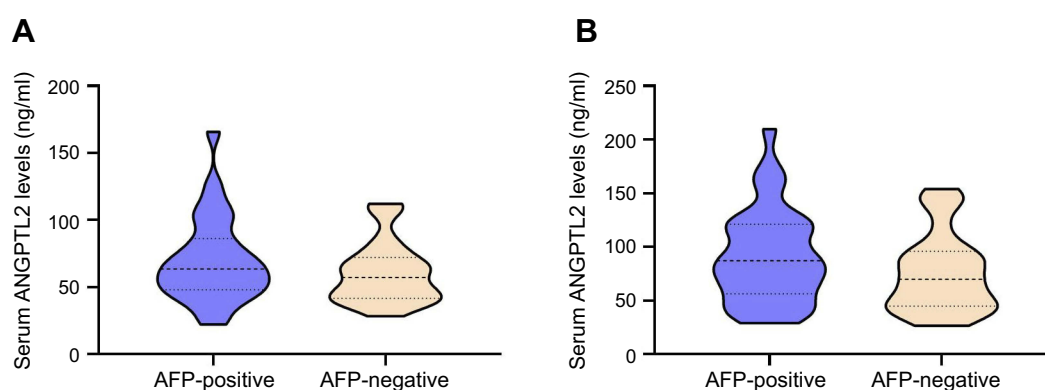 A
Serum ANGPTL2 levels (ng/ml)
200
150
100
50
0
AFP-positive AFP-negative
B
Serum ANGPTL2 levels (ng/ml)
250
200
150
100
50
0
AFP-positive AFP-negative